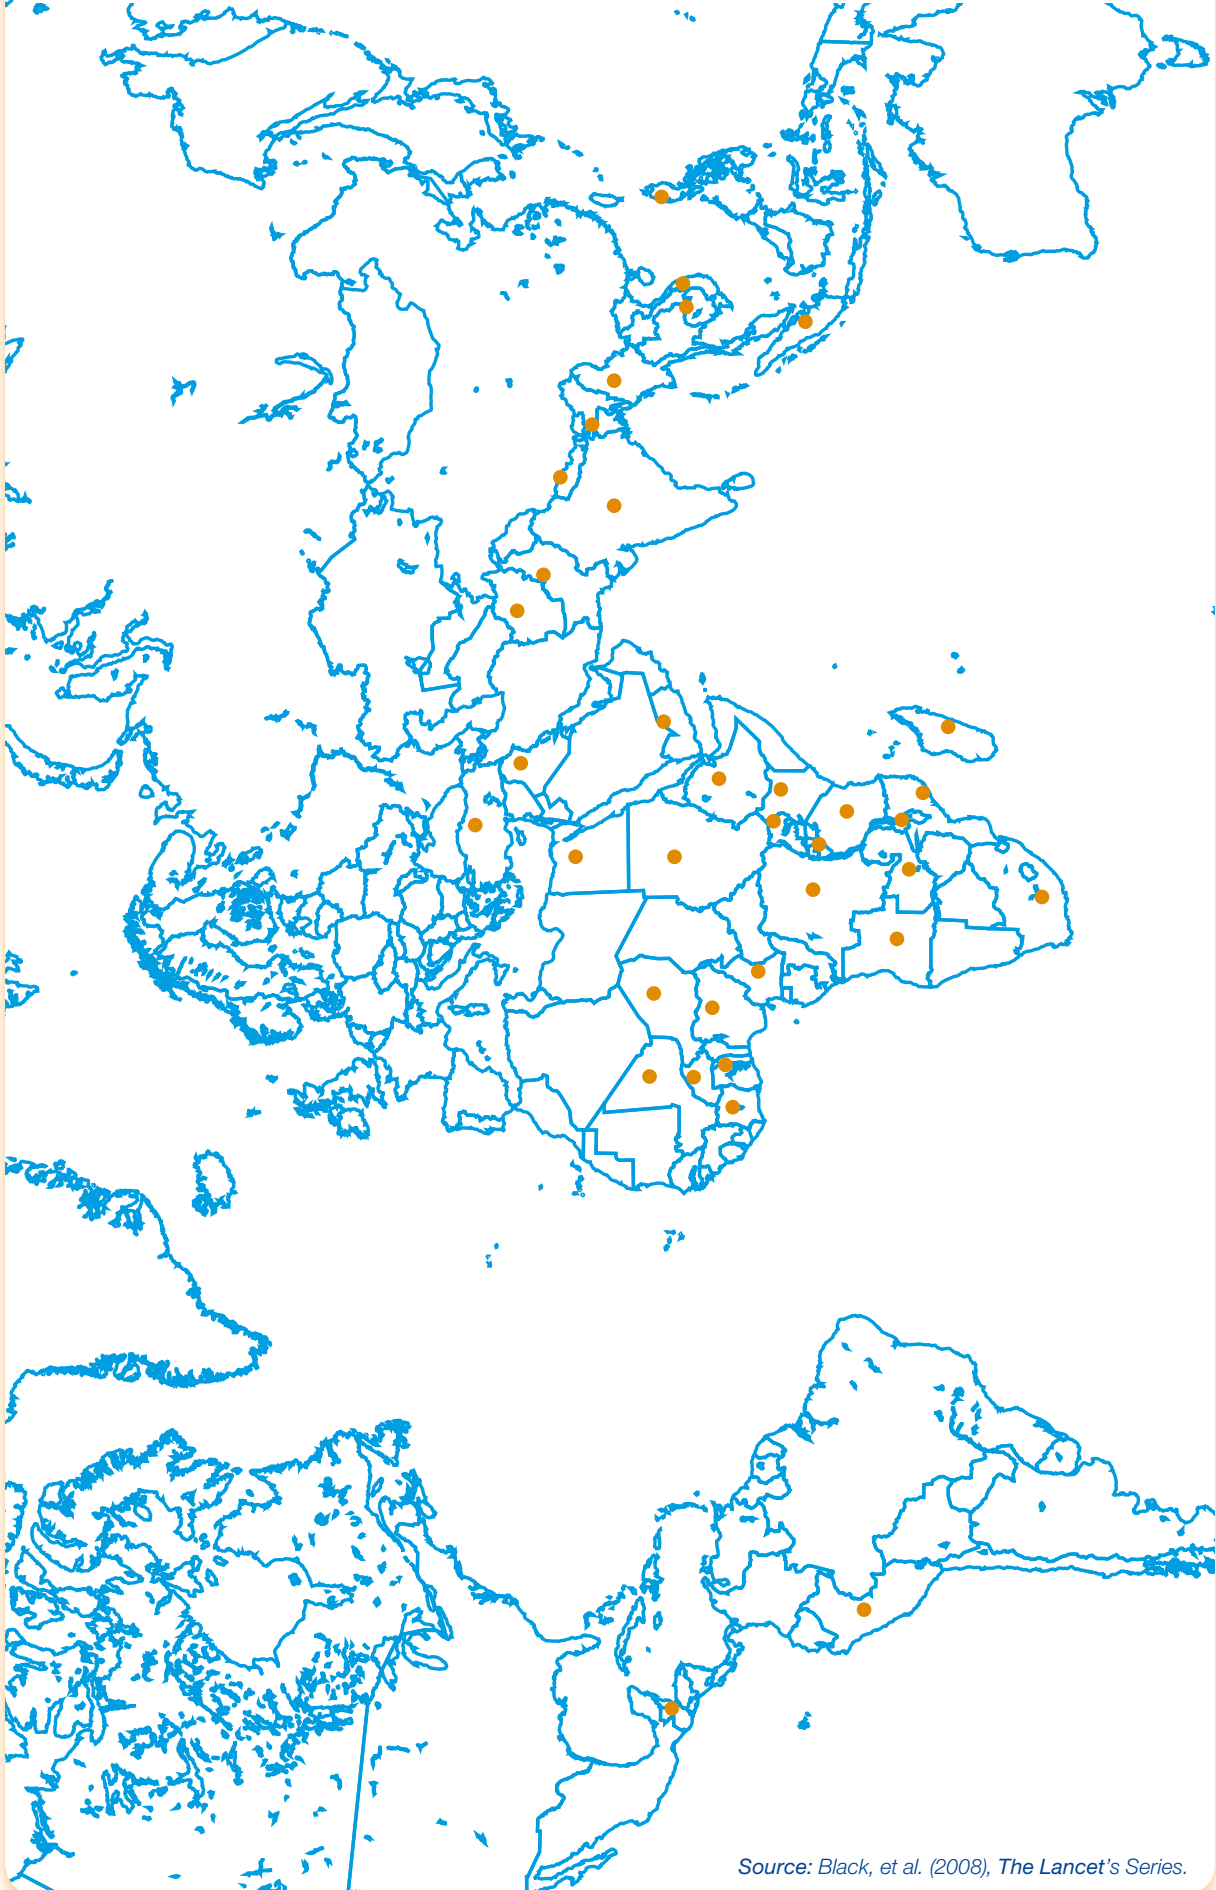 Source: Black, et al. (2008), The Lancet's Series.